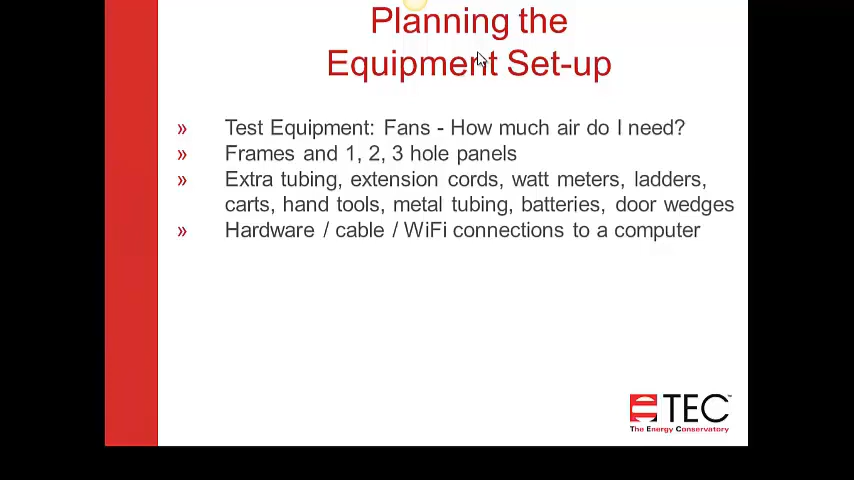 Planning the
Equipment Set-up
» Test Equipment: Fans - How much air do I need?
» Frames and 1, 2, 3 hole panels
» Extra tubing, extension cords, watt meters, ladders,
carts, hand tools, metal tubing, batteries, door wedges
» Hardware / cable / WiFi connections to a computer
TEC™
The Energy Conservatory